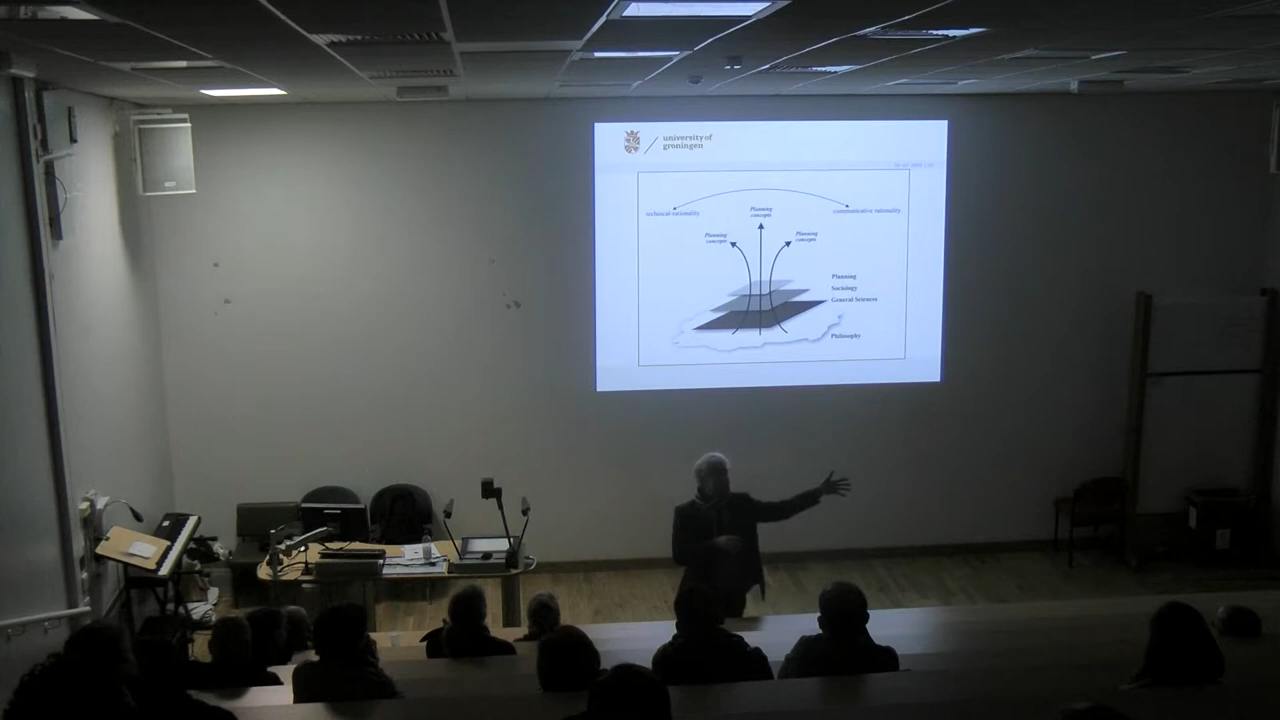 university of
groningen
technical rationality
Planning
concepts
communicative rationality
Planning
concepts
Planning
concepts
Planning
Sociology
General Sciences
Philosophy